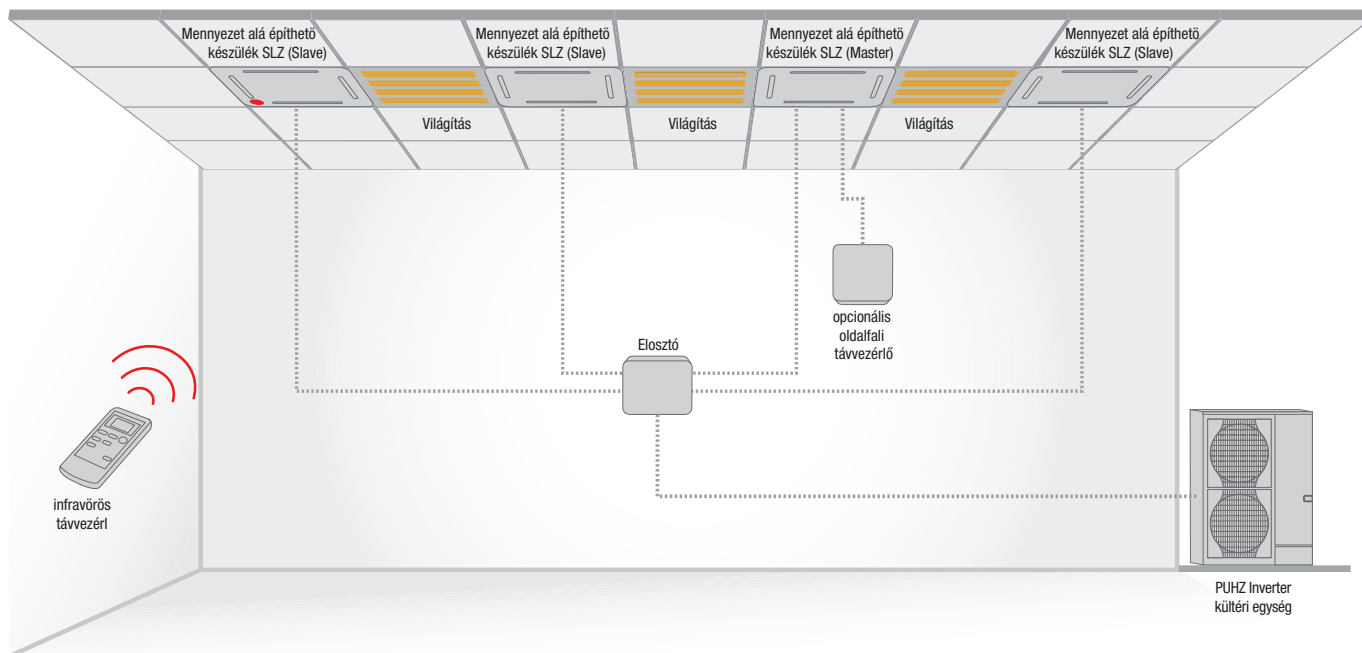 Mennyezet alá építhetö
készülék SLZ (Slave)
Mennyezet alá építhetö
készülék SLZ (Slave)
Mennyezet alá építhetö
készülék SLZ (Master)
Mennyezet alá építhetö
készülék SLZ (Slave)
Világítás
Világítás
Világítás
opcionális
oldalfali
távvezérlő
Elosztó
infravörös
távvezérl
PUHZ Inverter
kültéri egység